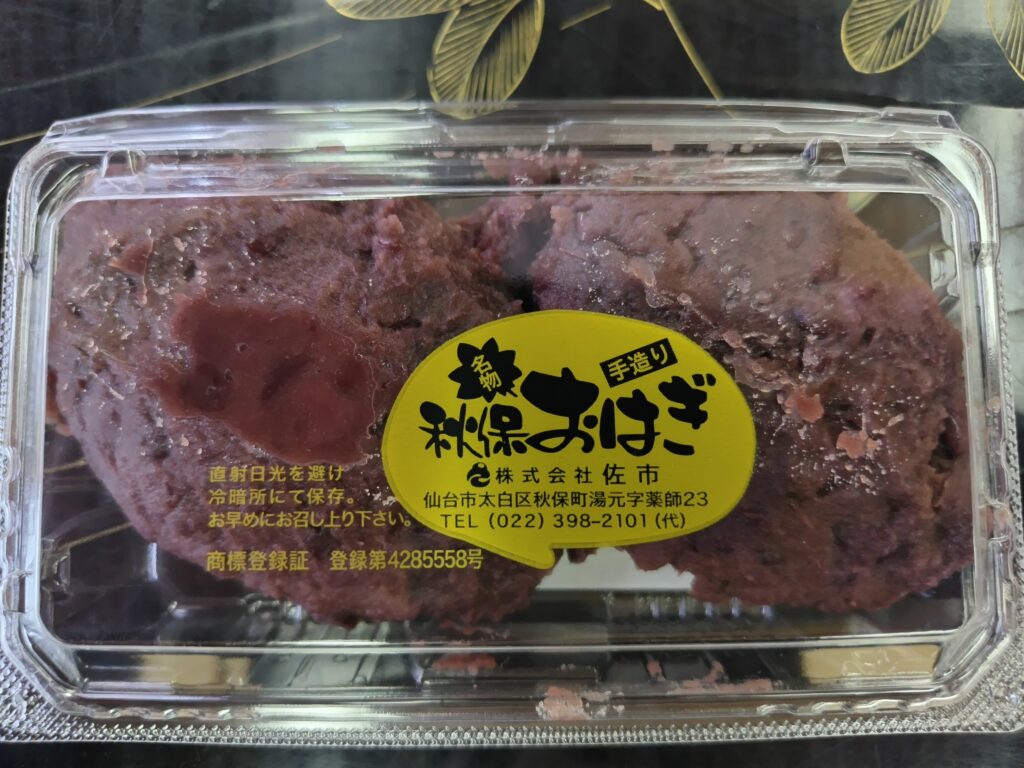 名物
手造り
秋保おはぎ
株式会社 佐市
仙台市太白区秋保町湯元字薬師23
TEL (022) 398-2101 (代)
直射日光を避け
冷暗所にて保存。
お早めにお召し上り下さい。
商標登録証 登録第4285558号